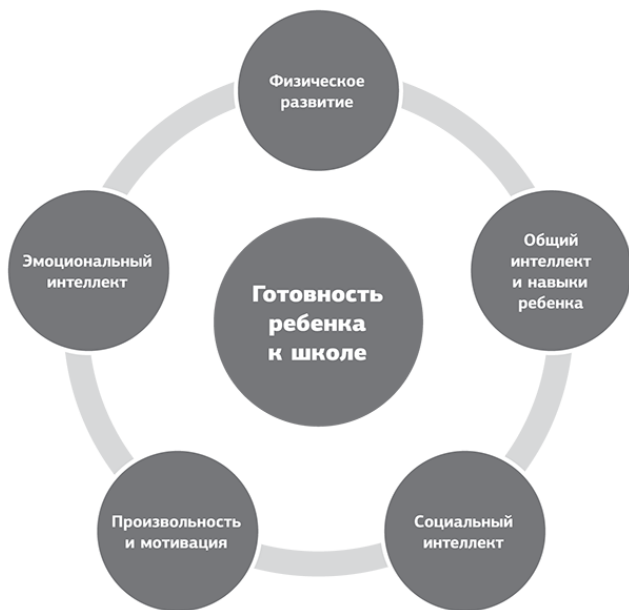 Физическое
развитие
Эмоциональный
интеллект
Общий
интеллект
и навыки
ребенка
Готовность
ребенка
к школе
Произвольность
и мотивация
Социальный
интеллект